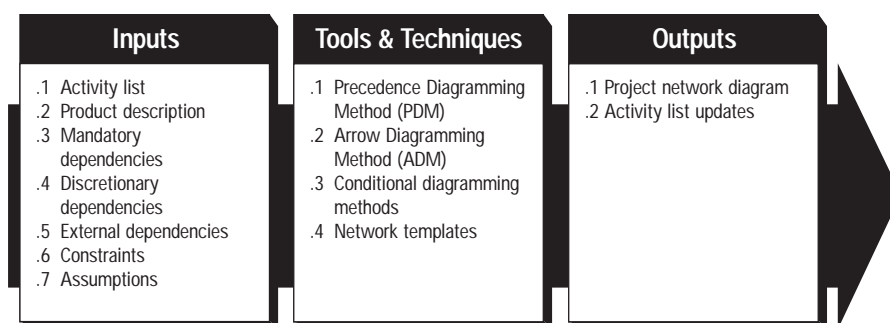 Inputs
.1 Activity list
.2 Product description
.3 Mandatory
dependencies
.4 Discretionary
dependencies
.5 External dependencies
.6 Constraints
.7 Assumptions
Tools & Techniques
.1 Precedence Diagramming
Method (PDM)
.2 Arrow Diagramming
Method (ADM)
.3 Conditional diagramming
methods
.4 Network templates
Outputs
.1 Project network diagram
.2 Activity list updates